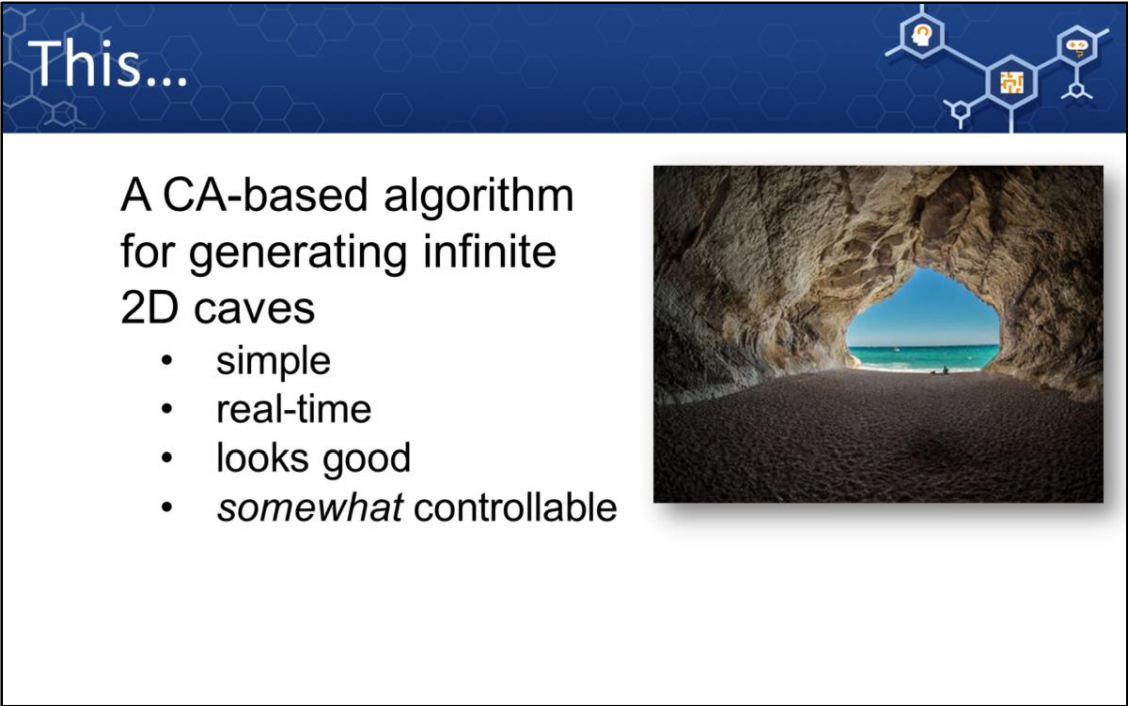 This...
A CA-based algorithm
for generating infinite
2D caves
• simple
• real-time
• looks good
• somewhat controllable